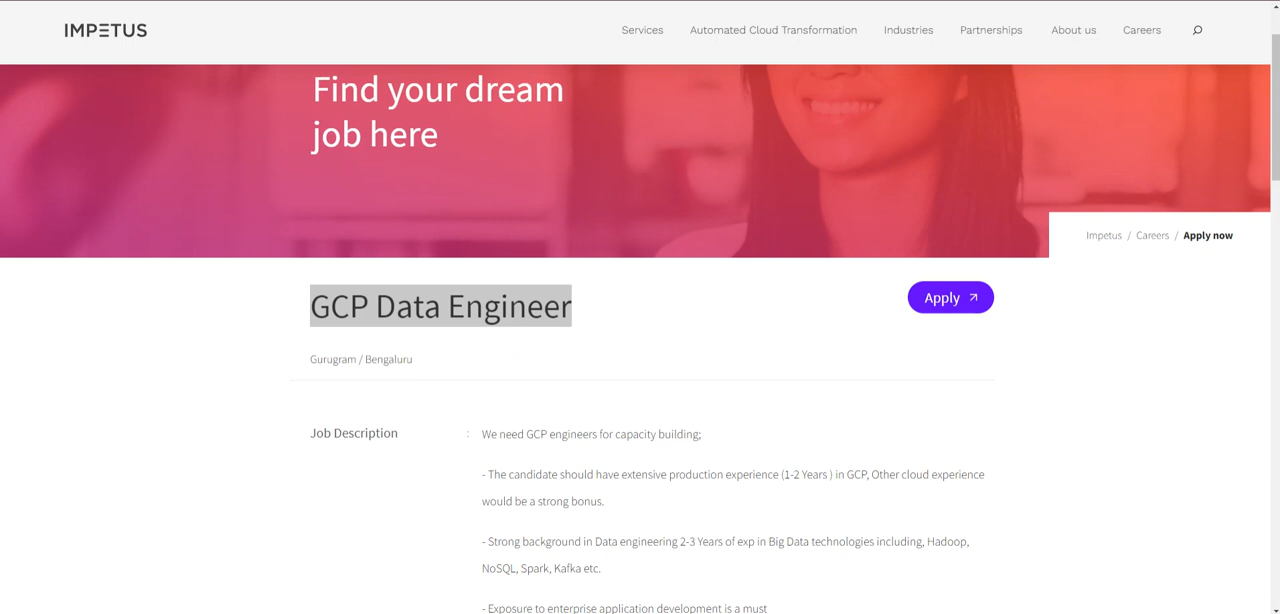 IMPETUS
Services Automated Cloud Transformation Industries Partnerships About us Careers
Find your dream
job here
Impetus / Careers / Apply now
GCP Data Engineer
Apply
Gurugram / Bengaluru
Job Description : We need GCP engineers for capacity building;
- The candidate should have extensive production experience (1-2 Years ) in GCP, Other cloud experience
would be a strong bonus.
- Strong background in Data engineering 2-3 Years of exp in Big Data technologies including, Hadoop,
NoSQL, Spark, Kafka etc.
- Exposure to enterprise application development is a must